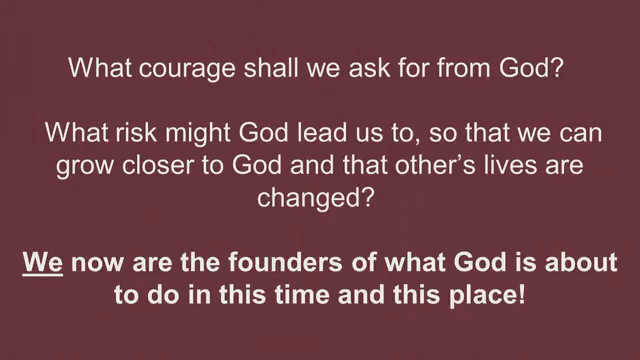 What courage shall we ask for from God?
What risk might God lead us to, so that we can
grow closer to God and that other's lives are
changed?
We now are the founders of what God is about
to do in this time and this place!